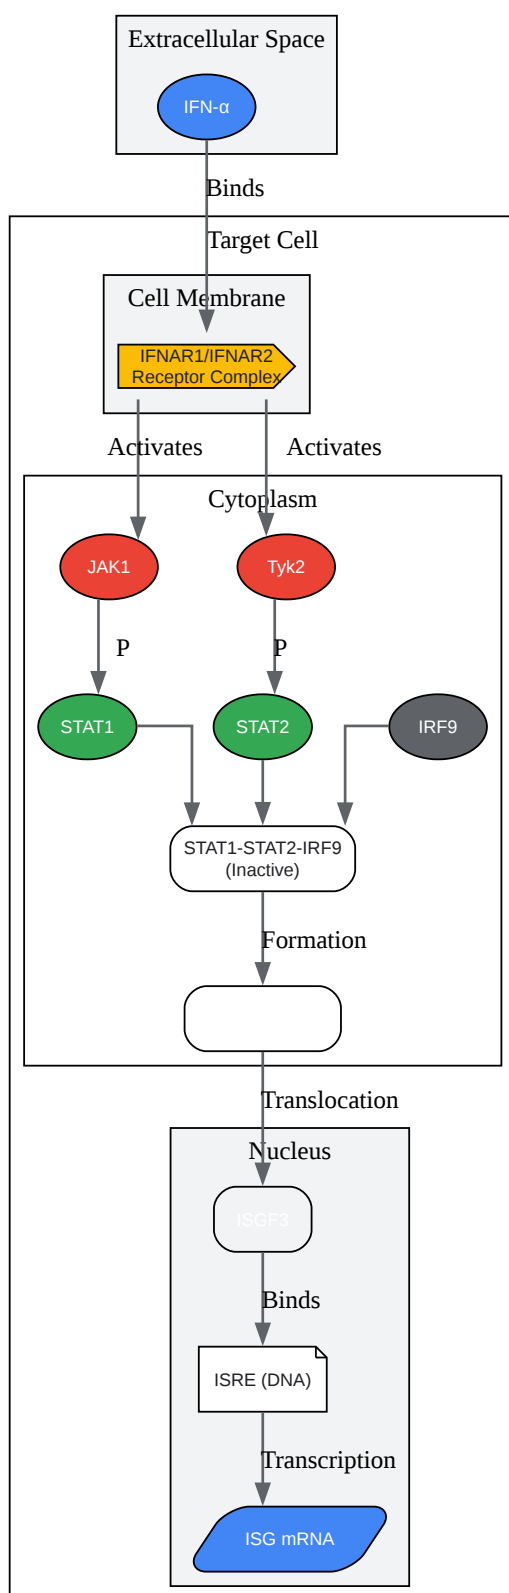 Extracellular Space
IFN-α
Binds
Target Cell
Cell Membrane
IFNAR1/IFNAR2
Receptor Complex
Activates
Activates
Cytoplasm
JAK1
Tyk2
P
P
STAT1
STAT2
IRF9
STAT1-STAT2-IRF9
(Inactive)
Formation
Translocation
Nucleus
ISGF3
Binds
ISRE (DNA)
Transcription
ISG mRNA